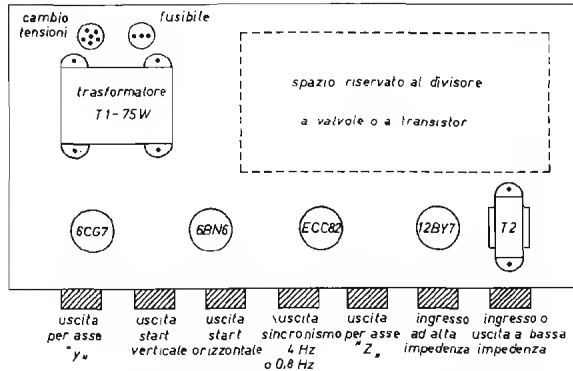 cambio
tensioni
fusibile
trasformatore
T1-75W
spazio riservato al divisore
a valvole o a transistor
6CG7
6BN6
ECC82
12BY7
T2
uscita
per asse
"y„
uscita
start
verticale
uscita
start
orizzontale
uscita
sincronismo
4 Hz
o 0,8 Hz
uscita
per asse
"Z„
ingresso
ad alta
impedenza
ingresso o
uscita a bassa
impedenza